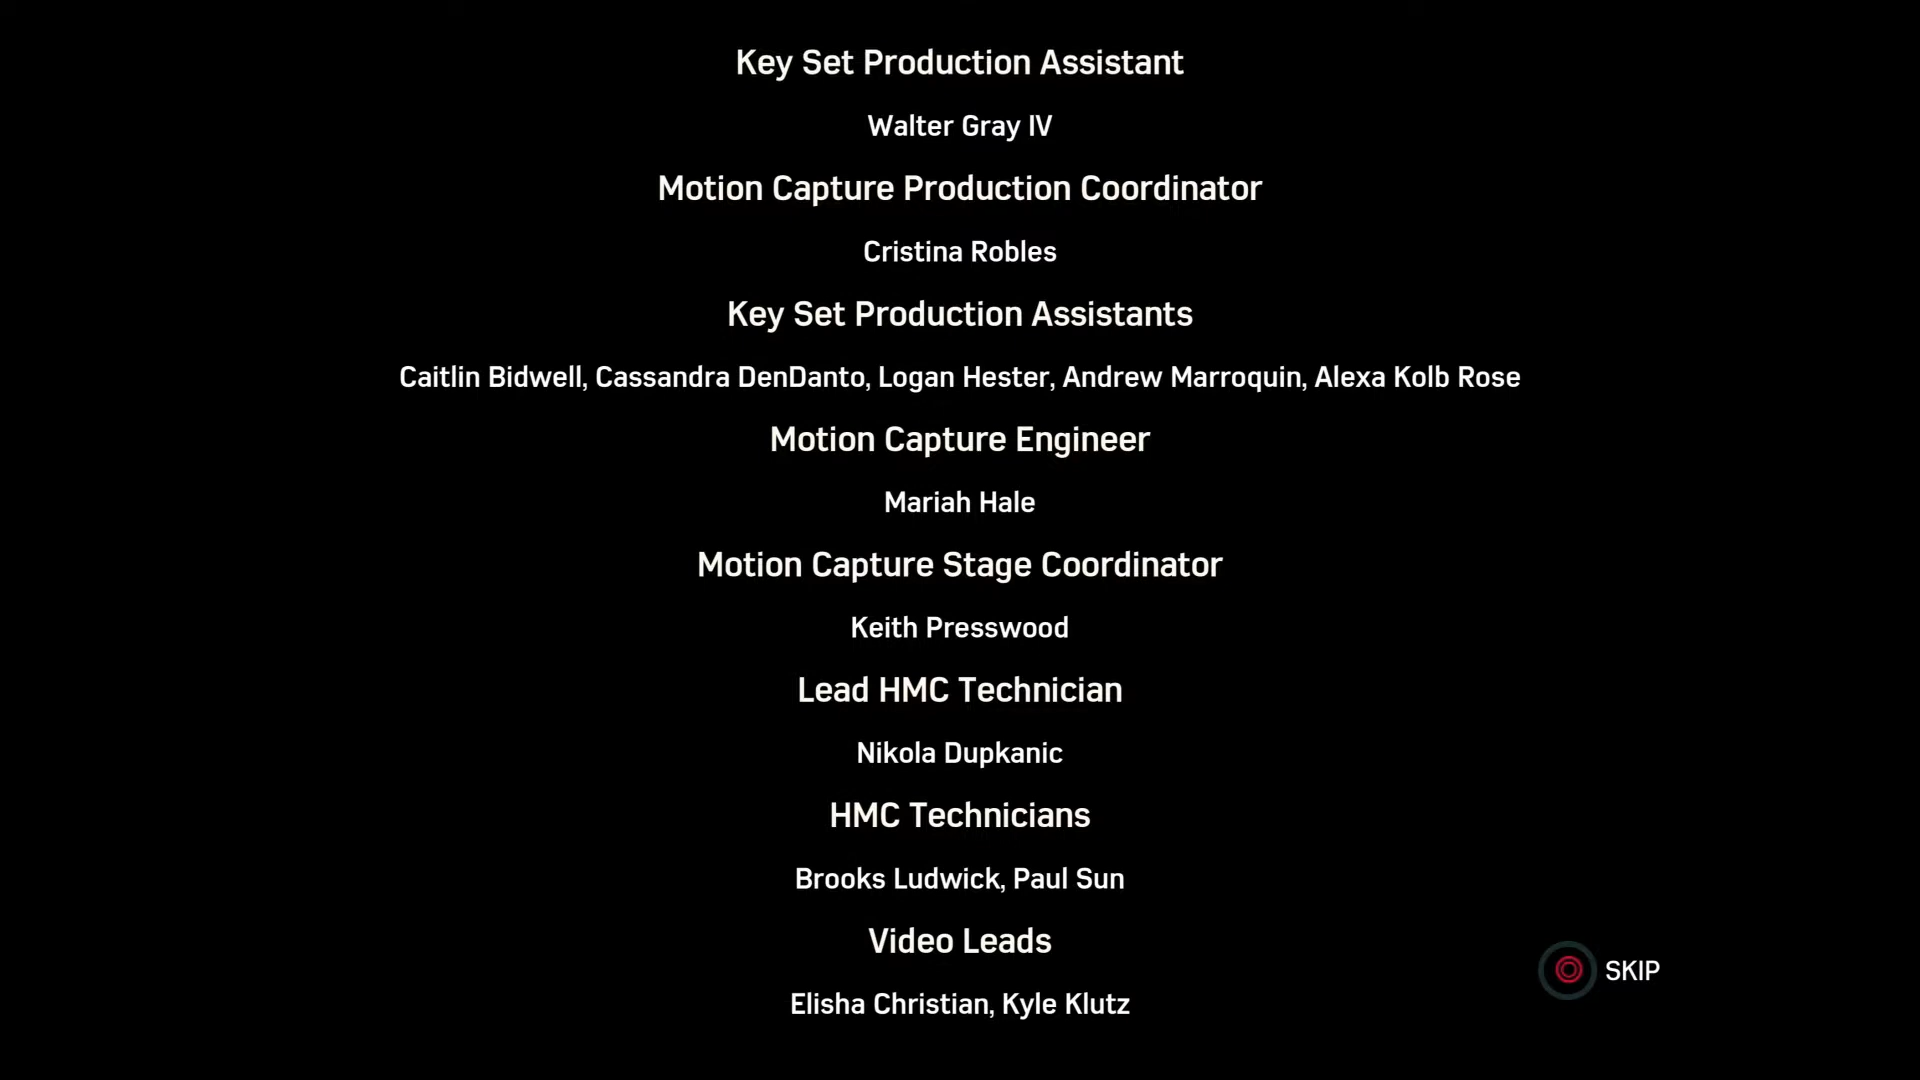 Key Set Production Assistant
Walter Gray IV
Motion Capture Production Coordinator
Cristina Robles
Key Set Production Assistants
Caitlin Bidwell, Cassandra DenDanto, Logan Hester, Andrew Marroquin, Alexa Kolb Rose
Motion Capture Engineer
Mariah Hale
Motion Capture Stage Coordinator
Keith Presswood
Lead HMC Technician
Nikola Dupkanic
HMC Technicians
Brooks Ludwick, Paul Sun
Video Leads
SKIP
Elisha Christian, Kyle Klutz